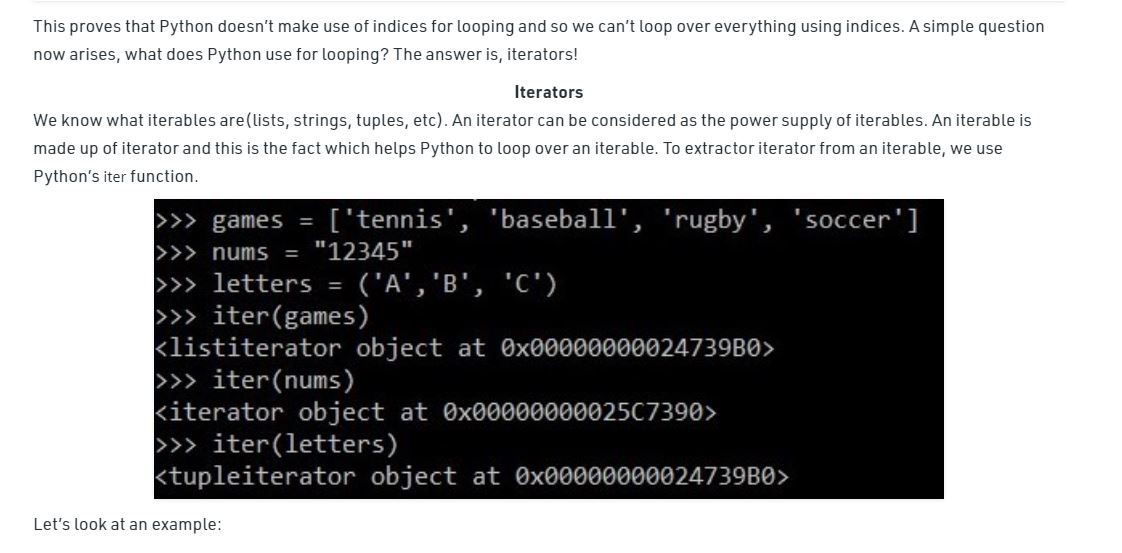 This proves that Python doesn't make use of indices for looping and so we can't loop over everything using indices. A simple question
now arises, what does Python use for looping? The answer is, iterators!
Iterators
We know what iterables are(lists, strings, tuples, etc). An iterator can be considered as the power supply of iterables. An iterable is
made up of iterator and this is the fact which helps Python to loop over an iterable. To extractor iterator from an iterable, we use
Python's iter function.
>>> games = ['tennis', 'baseball', 'rugby', 'soccer']
>>> nums = "12345"
>>> letters = ('A','B', 'C')
>>> iter(games)
<listiterator object at 0x00000000024739B0>
>>> iter(nums)
<iterator object at 0x00000000025C7390>
>>> iter(letters)
<tupleiterator object at 0x00000000024739B0>
Let's look at an example: